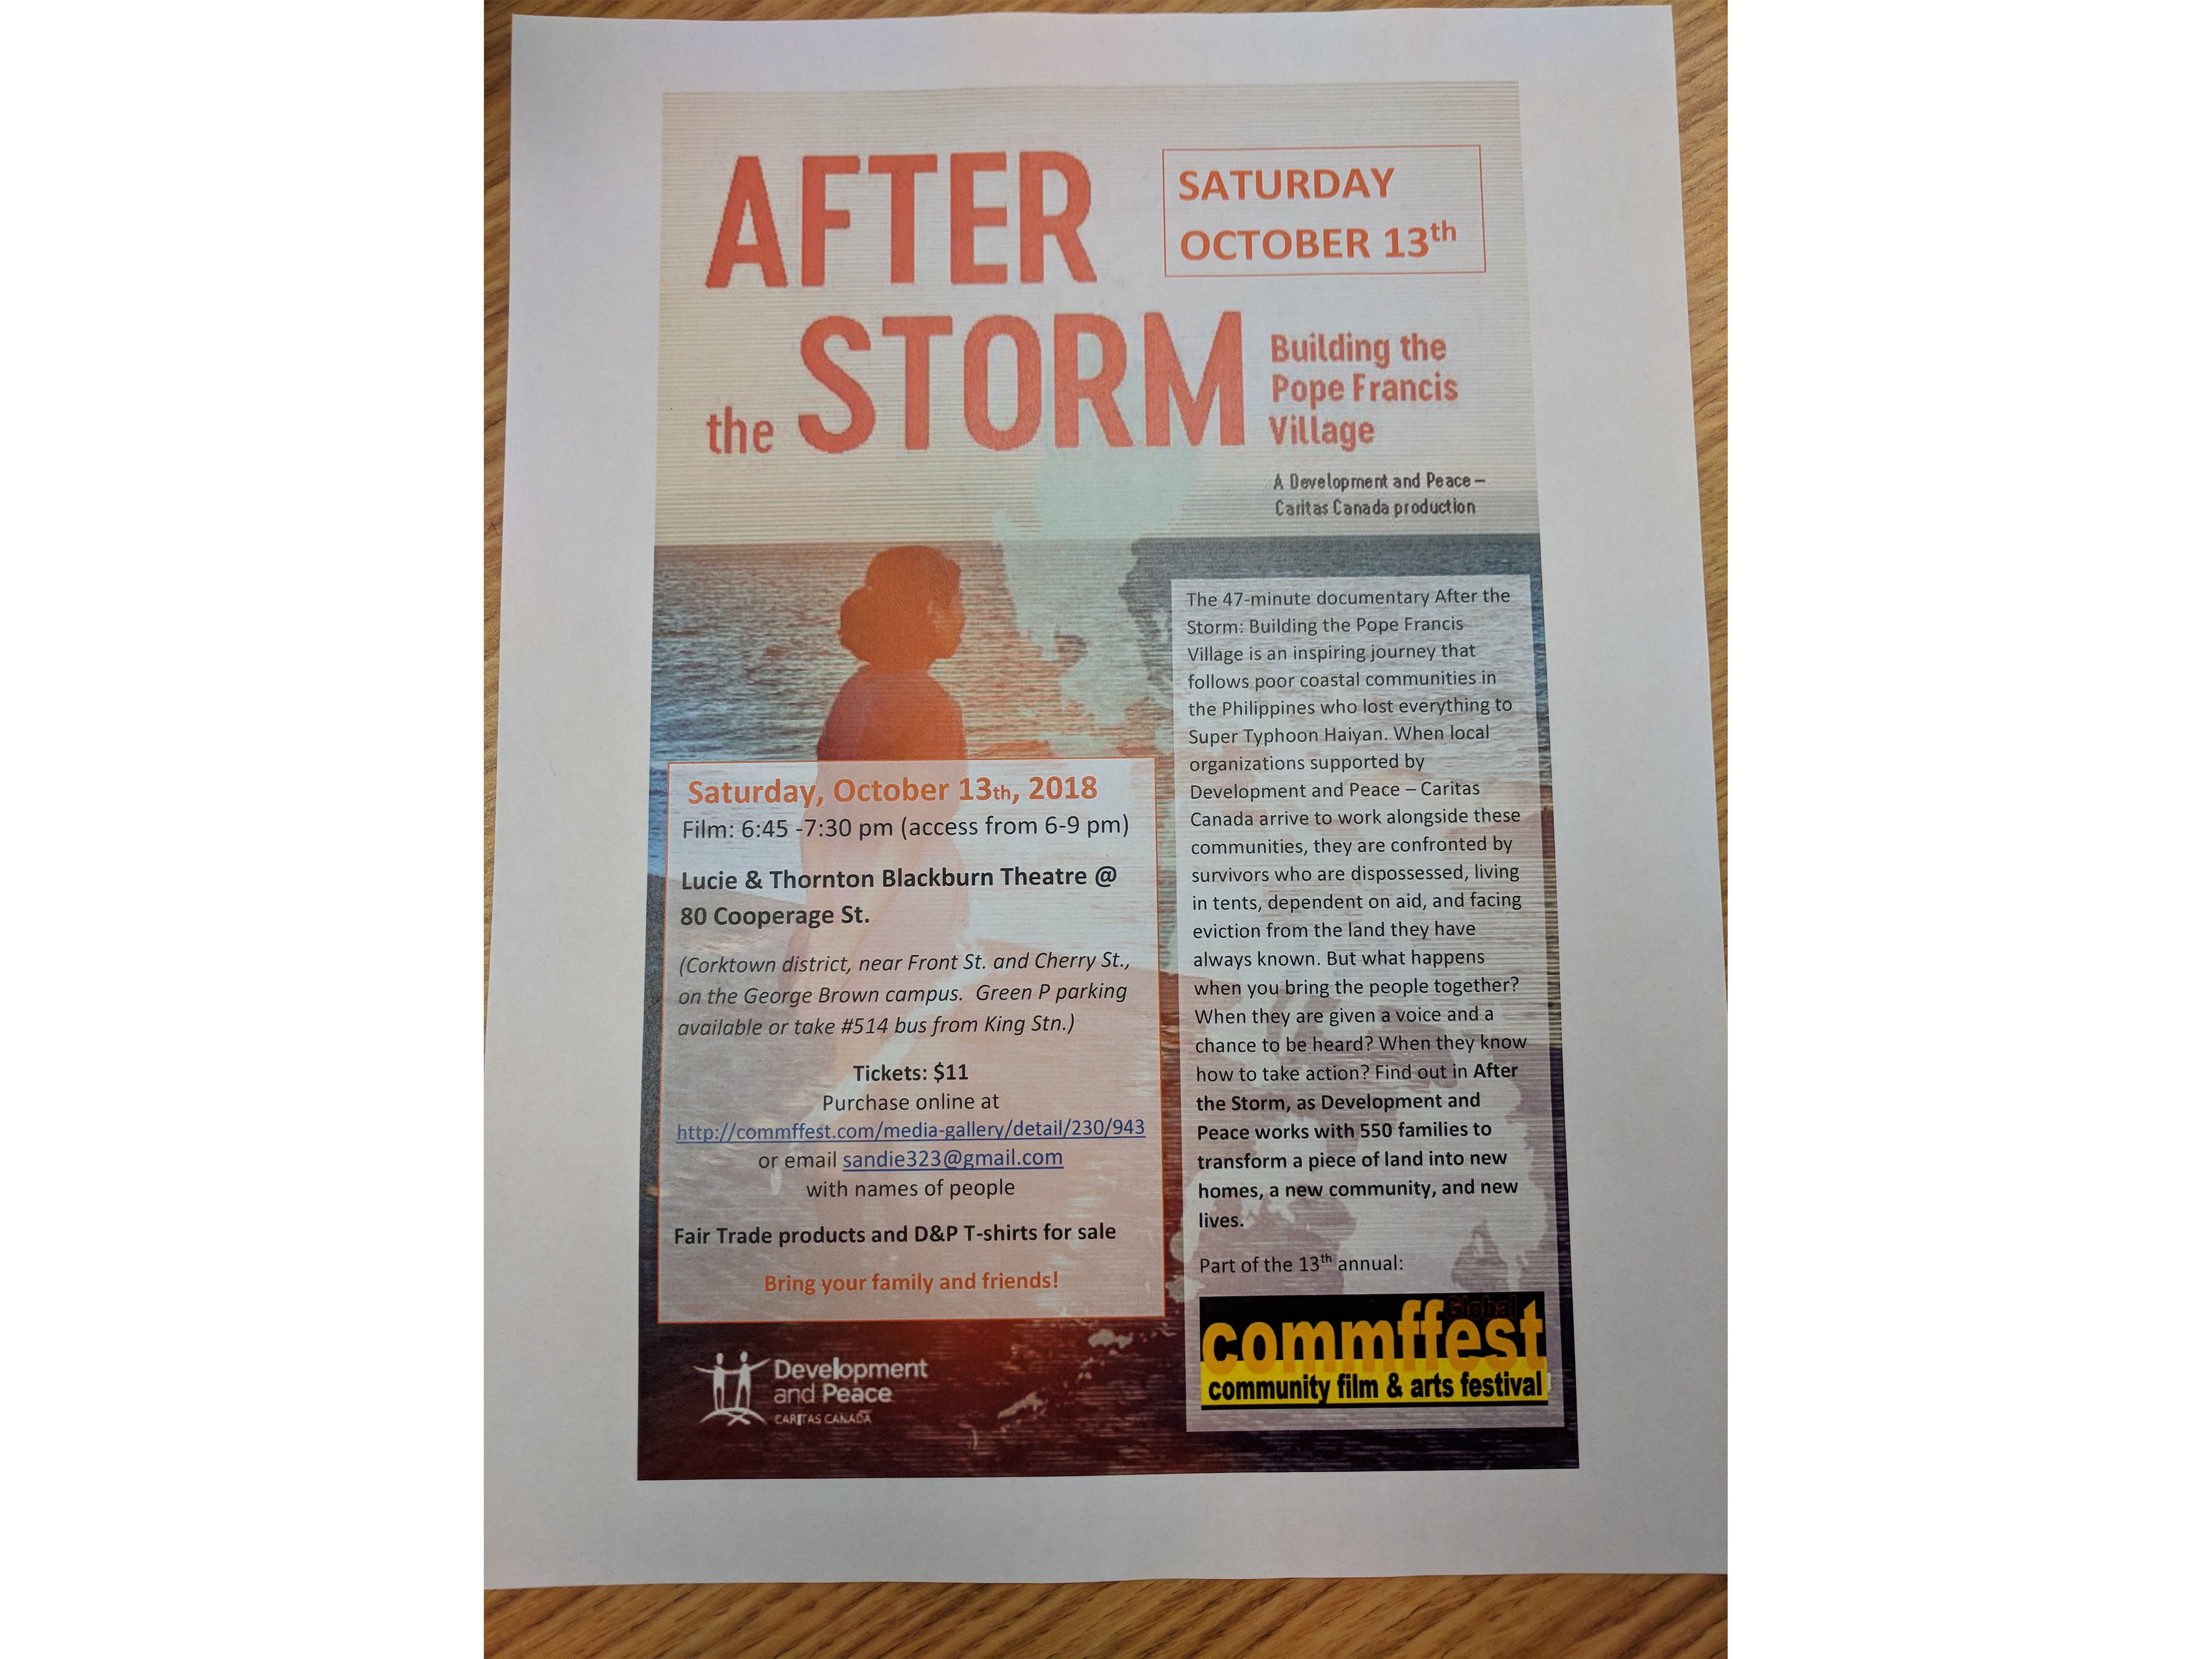 AFTER
the STORM
SATURDAY
OCTOBER 13th
Building the
Pope Francis
Village
A Development and Peace –
Caritas Canada production
Saturday, October 13th, 2018
Film: 6:45 -7:30 pm (access from 6-9 pm)
Lucie & Thornton Blackburn Theatre @
80 Cooperage St.
(Corktown district, near Front St. and Cherry St.,
on the George Brown campus. Green P parking
available or take #514 bus from King Stn.)
Tickets: $11
Purchase online at
http://commffest.com/media-gallery/detail/230/943
or email sandie323@gmail.com
with names of people
Fair Trade products and D&P T-shirts for sale
Bring your family and friends!
Development
and Peace
CARITAS CANADA
The 47-minute documentary After the
Storm: Building the Pope Francis
Village is an inspiring journey that
follows poor coastal communities in
the Philippines who lost everything to
Super Typhoon Haiyan. When local
organizations supported by
Development and Peace – Caritas
Canada arrive to work alongside these
communities, they are confronted by
survivors who are dispossessed, living
in tents, dependent on aid, and facing
eviction from the land they have
always known. But what happens
when you bring the people together?
When they are given a voice and a
chance to be heard? When they know
how to take action? Find out in After
the Storm, as Development and
Peace works with 550 families to
transform a piece of land into new
homes, a new community, and new
lives.
Part of the 13th annual:
Global
commffest
community film & arts festival